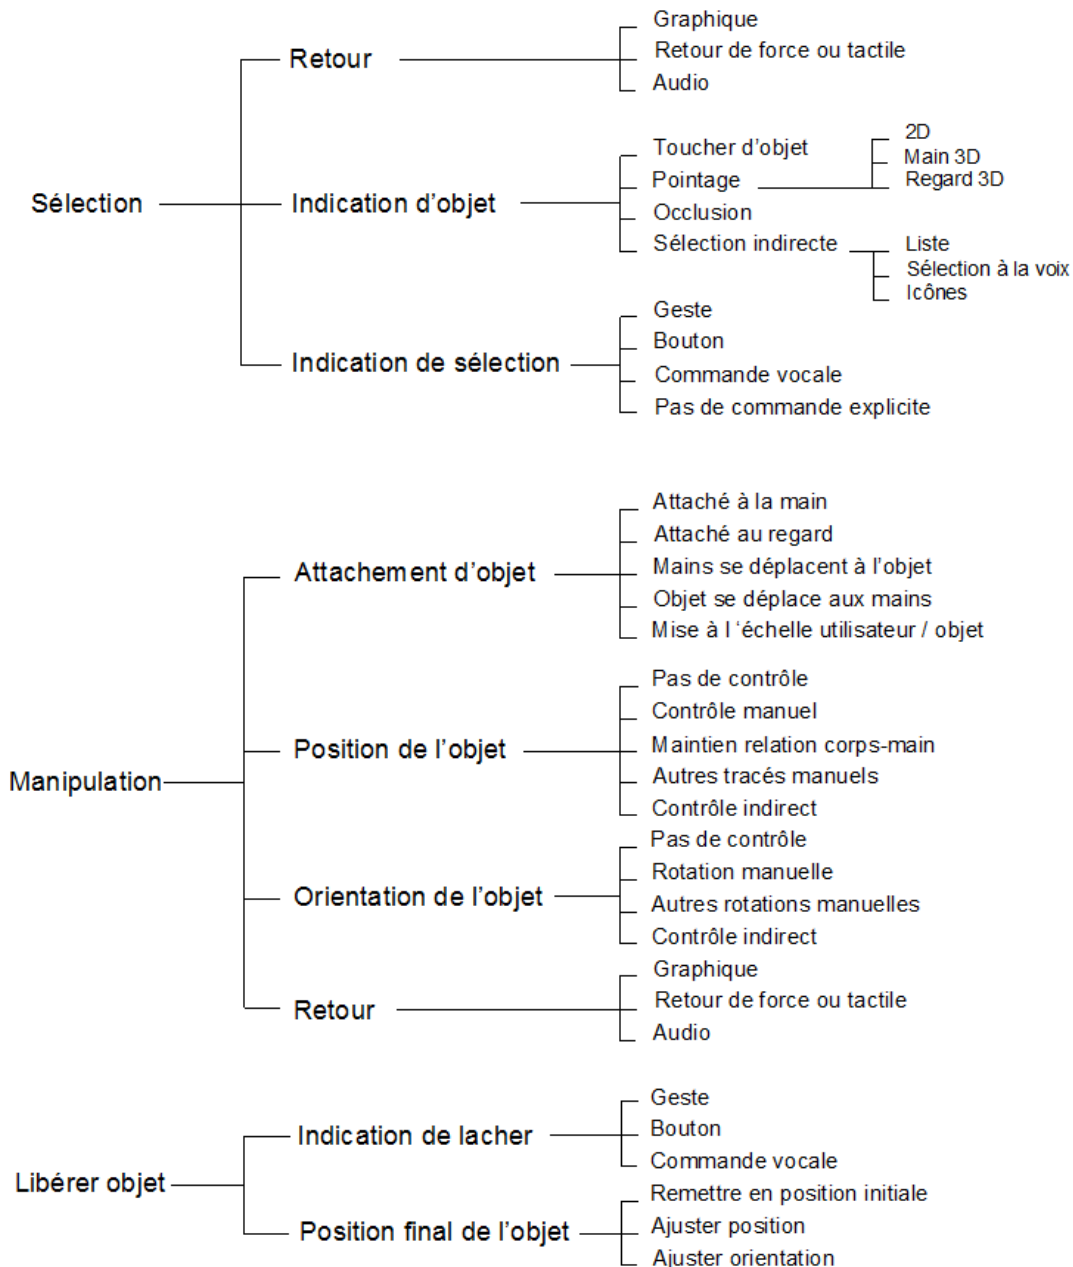 Graphique
Retour
Retour de force ou tactile
Audio
Sélection
Indication d'objet
Toucher d'objet
Pointage
2D
Main 3D
Regard 3D
Occlusion
Sélection indirecte
Liste
Sélection à la voix
Icônes
Indication de sélection
Geste
Bouton
Commande vocale
Pas de commande explicite
Manipulation
Attachement d'objet
Attaché à la main
Attaché au regard
Mains se déplacent à l'objet
Objet se déplace aux mains
Mise à l 'échelle utilisateur / objet
Position de l'objet
Pas de contrôle
Contrôle manuel
Maintien relation corps-main
Autres tracés manuels
Contrôle indirect
Orientation de l'objet
Pas de contrôle
Rotation manuelle
Autres rotations manuelles
Contrôle indirect
Retour
Graphique
Retour de force ou tactile
Audio
Libérer objet
Indication de lacher
Geste
Bouton
Commande vocale
Position final de l'objet
Remettre en position initiale
Ajuster position
Ajuster orientation